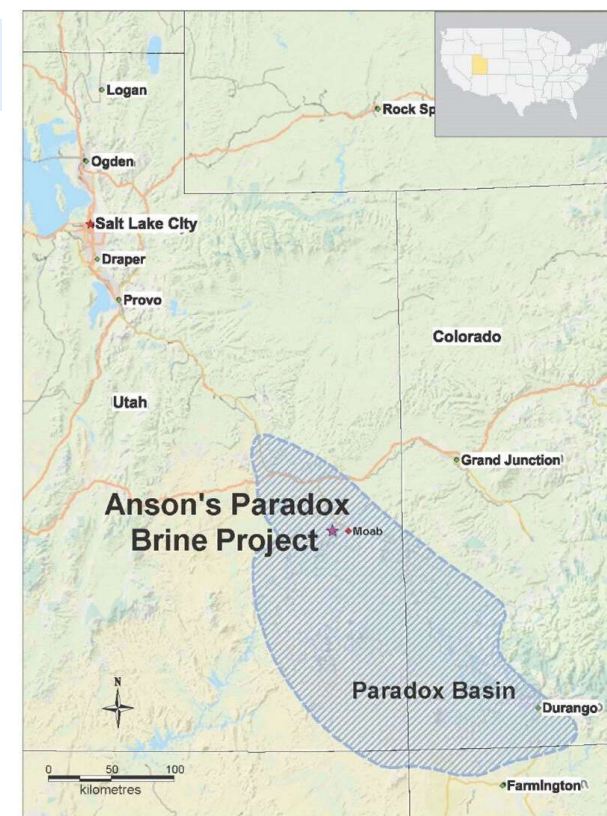 Logan
Rock Sp
Ogden
Salt Lake City
Draper
Provo
Colorado
Utah
Grand Junction
Anson's Paradox
Brine Project
Moab
Paradox Basin
N
Durango
0 50 100
kilometres
Farmington